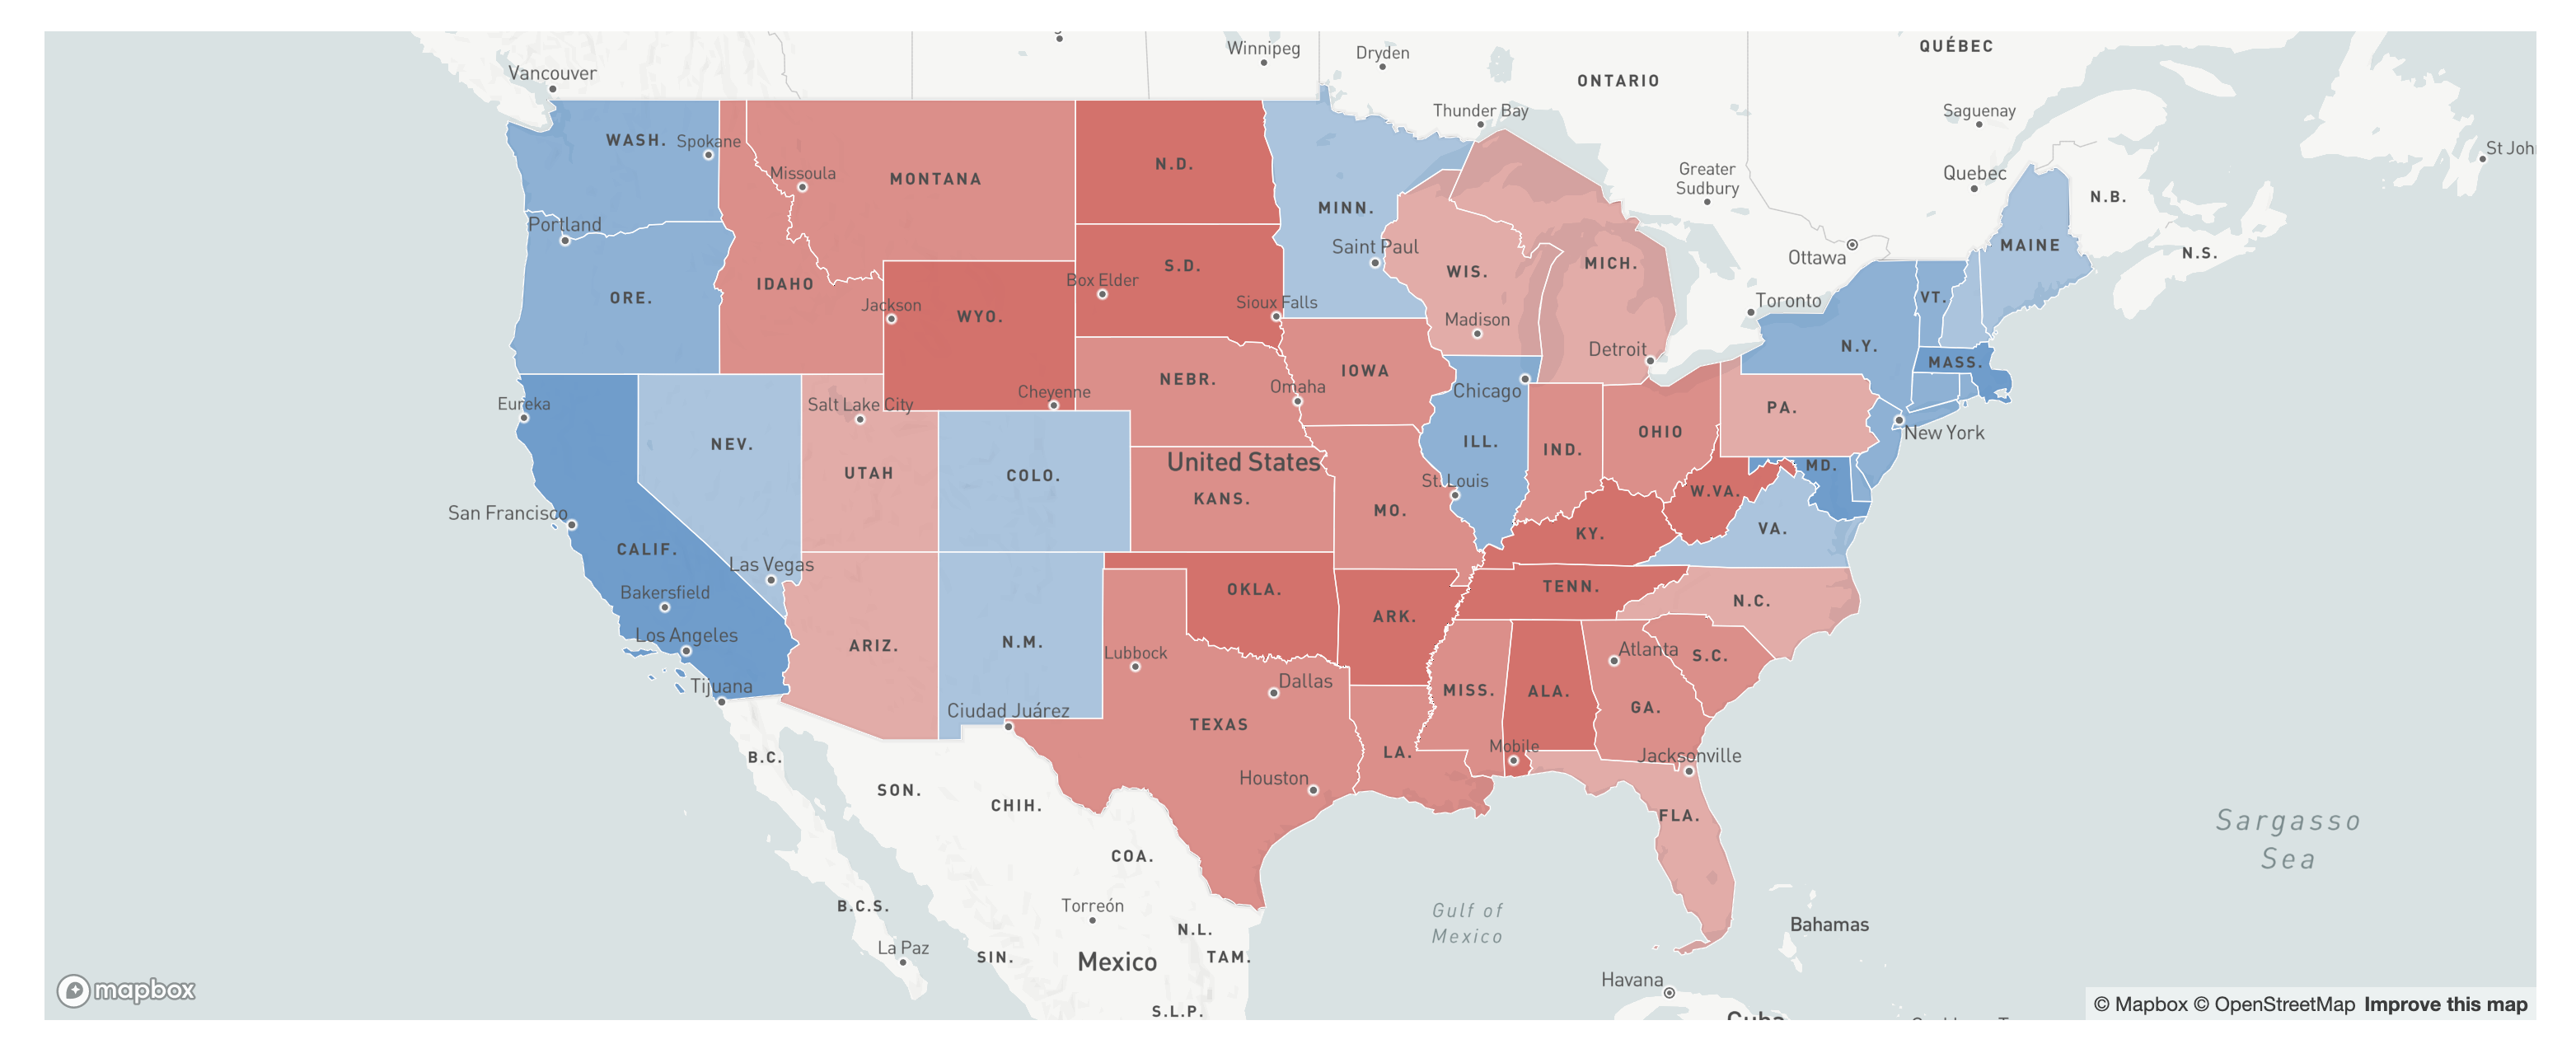 Winnipeg
Dryden
QUÉBEC
Vancouver
ONTARIO
Thunder Bay
Saguenay
St Joh
WASH.
Spokane
N.D.
MONTANA
Missoula
Greater
Sudbury
Quebec
N.B.
MINN.
Portland
Saint Paul
MAINE
N.S.
Ottawa
S.D.
WIS.
MICH.
IDAHO
Box Elder
ORE.
Jackson
WYO.
Sioux Falls
Madison
Toronto
VT.
N.Y.
Detroit
MASS.
IOWA
NEBR.
Omaha
Chicago
Eureka
Salt Lake City
Cheyenne
PA.
New York
NEV.
UTAH
COLO.
United States
KANS.
ILL.
IND.
OHIO
MD.
St. Louis
W.VA.
San Francisco
MO.
KY.
VA.
CALIF.
Las Vegas
Bakersfield
OKLA.
ARK.
TENN.
N.C.
Los Angeles
ARIZ.
N.M.
Lubbock
Atlanta
S.C.
Tijuana
Ciudad Juárez
Dallas
MISS.
ALA.
GA.
TEXAS
LA.
Mobile
Jacksonville
B.C.
SON.
CHIH.
Houston
FLA.
Sargasso
Sea
COA.
B.C.S.
Torreón
Gulf of
Mexico
Bahamas
N.L.
La Paz
SIN.
Mexico
TAM.
Havana
mapbox
S.L.P.
Cuba
© Mapbox © OpenStreetMap Improve this map